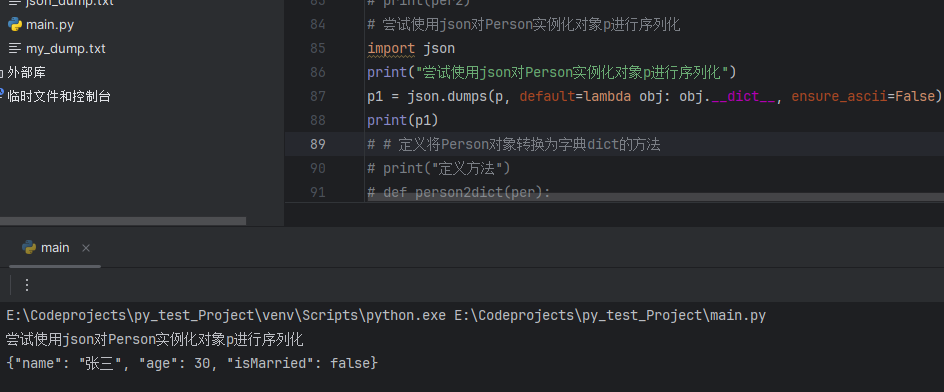 json_dump.txt
main.py
my_dump.txt
外部库
临时文件和控制台
83 # print(per2)
84 # 尝试使用json对Person实例化对象p进行序列化
85 import json
86 print("尝试使用json对Person实例化对象p进行序列化")
87 p1 = json.dumps(p, default=lambda obj: obj.__dict__, ensure_ascii=False)
88 print(p1)
89 # # 定义将Person对象转换为字典dict的方法
90 # print("定义方法")
91 # def person2dict(per):
main
E:\Codeprojects\py_test_Project\venv\Scripts\python.exe E:\Codeprojects\py_test_Project\main.py
尝试使用json对Person实例化对象p进行序列化
{"name": "张三", "age": 30, "isMarried": false}